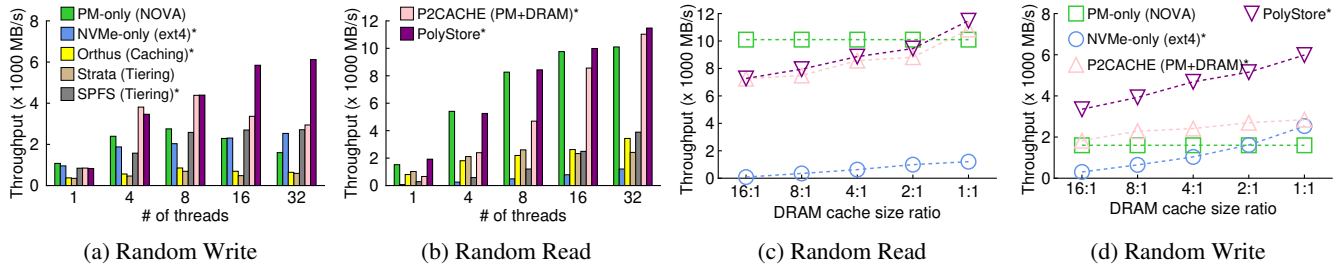 Throughput (x 1000 MB/s)
8
6
4
2
0
PM-only (NOVA)
NVMe-only (ext4)*
Orthus (Caching)
Strata (Tiering)
SPFS (Tiering)*
1 4 8 16 32
# of threads
(a) Random Write
Throughput (x 1000 MB/s)
12
10
8
6
4
2
0
P2CACHE (PM+DRAM)*
PolyStore*
1 4 8 16 32
# of threads
(b) Random Read
Throughput (x 1000 MB/s)
12
10
8
6
4
2
0
16:1 8:1 4:1 2:1 1:1
DRAM cache size ratio
(c) Random Read
Throughput (x 1000 MB/s)
8
6
4
2
0
PM-only (NOVA)
PolyStore*
NVMe-only (ext4)*
P2CACHE (PM+DRAM)*
16:1 8:1 4:1 2:1 1:1
DRAM cache size ratio
(d) Random Write